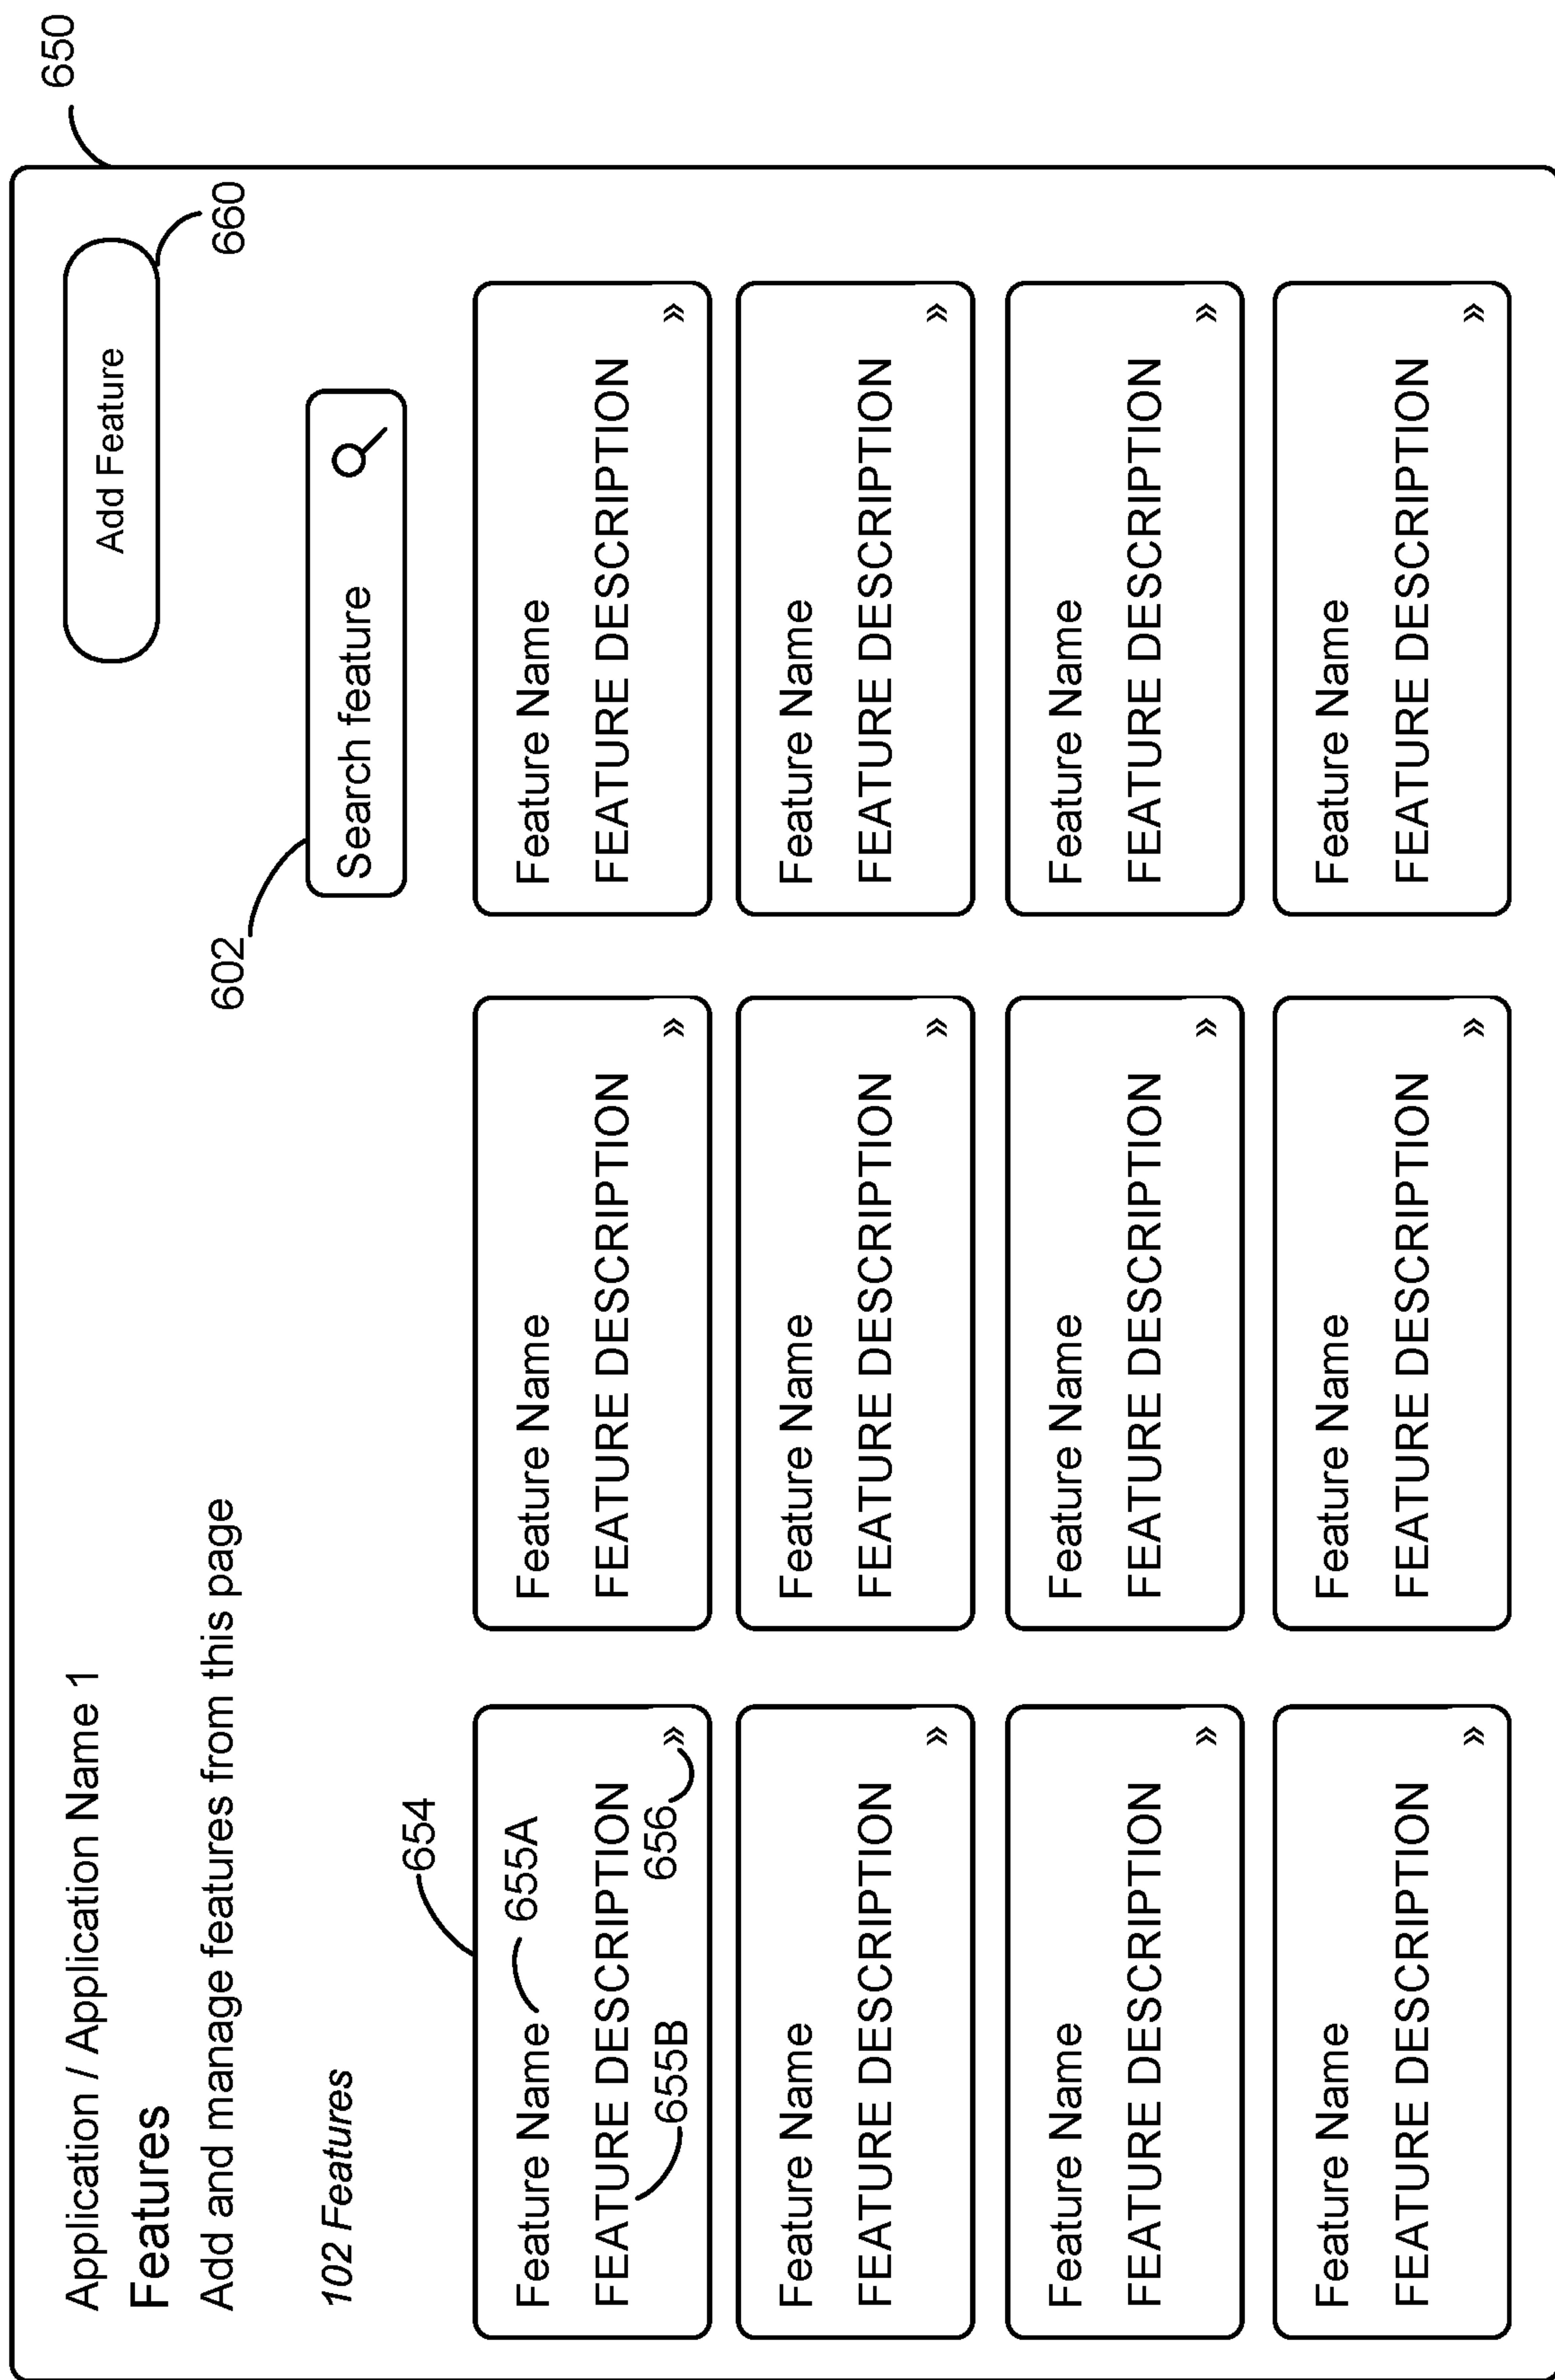 650
Application / Application Name 1
Add Feature
Features
660
Add and manage features from this page
602
102 Features
Search feature
654
Feature Name 655A
FEATURE DESCRIPTION
655B
656 »
Feature Name
FEATURE DESCRIPTION
»
Feature Name
FEATURE DESCRIPTION
»
Feature Name
FEATURE DESCRIPTION
»
Feature Name
FEATURE DESCRIPTION
»
Feature Name
FEATURE DESCRIPTION
»
Feature Name
FEATURE DESCRIPTION
»
Feature Name
FEATURE DESCRIPTION
»
Feature Name
FEATURE DESCRIPTION
»
Feature Name
FEATURE DESCRIPTION
»
Feature Name
FEATURE DESCRIPTION
»
Feature Name
FEATURE DESCRIPTION
»